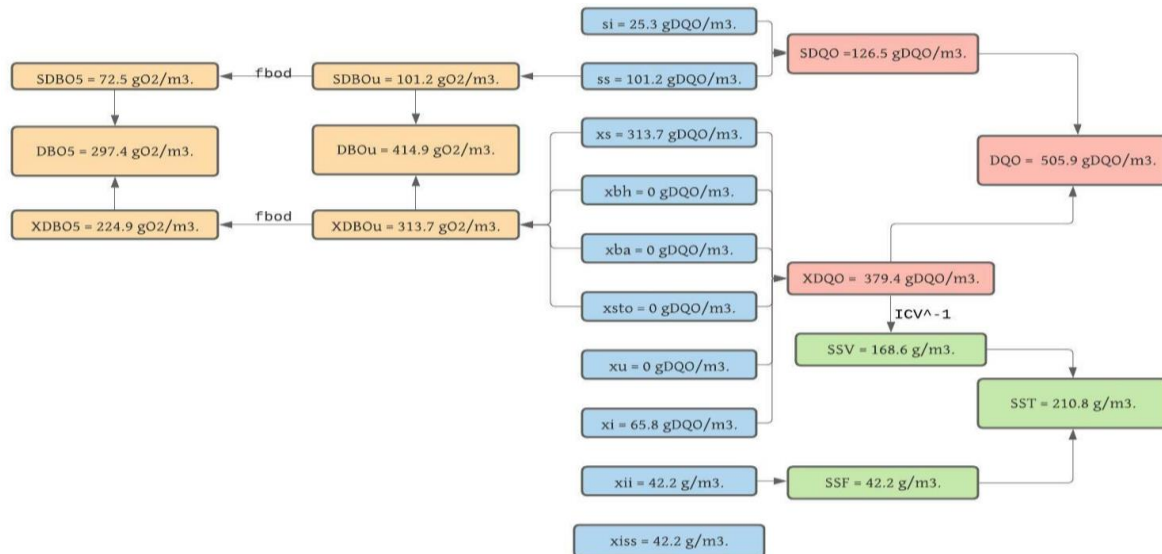 si = 25.3 gDQO/m3.
SDQO =126.5 gDQO/m3.
SDBO5 = 72.5 gO2/m3.
fbod
SDBOu = 101.2 gO2/m3.
ss = 101.2 gDQO/m3.
DBO5 = 297.4 gO2/m3.
DBOu = 414.9 gO2/m3.
xs = 313.7 gDQO/m3.
DQO = 505.9 gDQO/m3.
xbh = 0 gDQO/m3.
XDBO5 = 224.9 gO2/m3.
fbod
XDBOu = 313.7 gO2/m3.
xba = 0 gDQO/m3.
XDQO = 379.4 gDQO/m3.
xsto = 0 gDQO/m3.
ICV^-1
SSV = 168.6 g/m3.
xu = 0 gDQO/m3.
SST = 210.8 g/m3.
xi = 65.8 gDQO/m3.
xii = 42.2 g/m3.
SSF = 42.2 g/m3.
xiss = 42.2 g/m3.